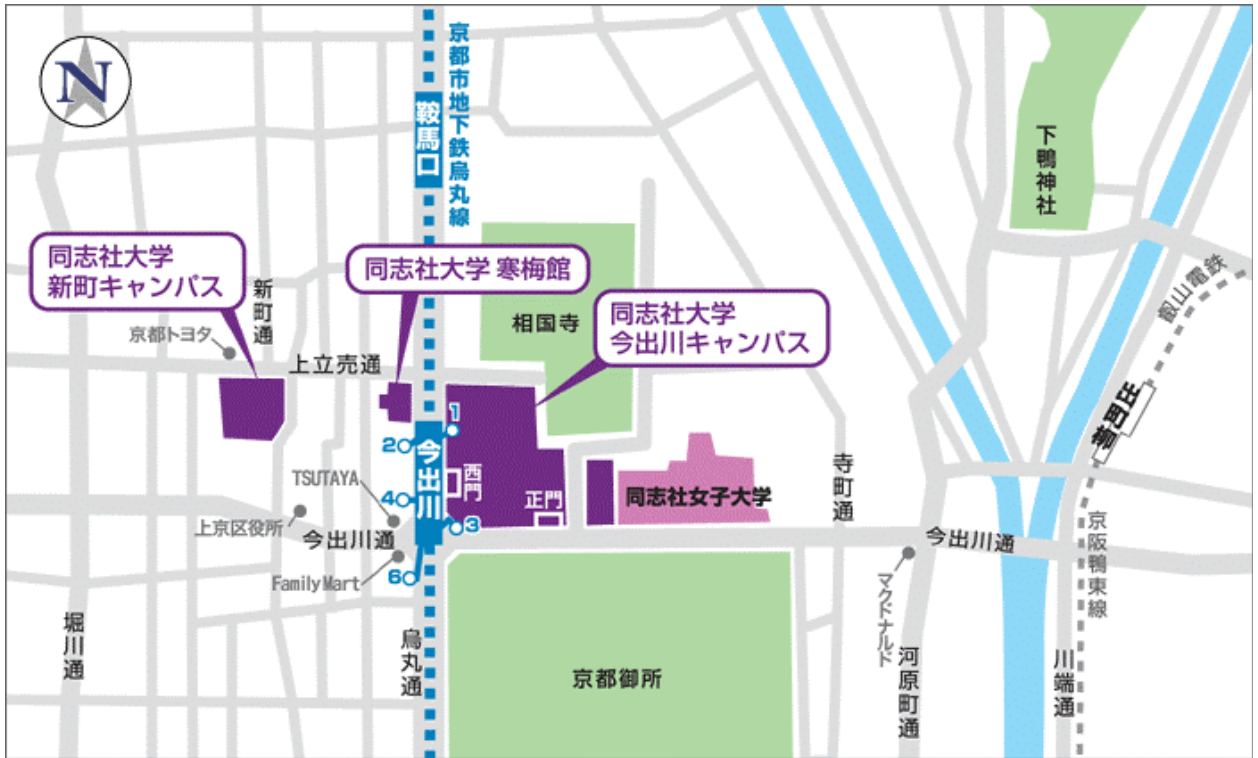 N
京都市地下鉄烏丸線
鞍馬口
下鴨神社
同志社大学
新町キャンパス
新町通
京都トヨタ
同志社大学 寒梅館
相国寺
同志社大学
今出川キャンパス
叡山電鉄
上立売通
出町柳
1
2
今出川
西門
4
3
正門
6
同志社女子大学
寺町通
TSUTAYA
上京区役所
今出川通
FamilyMart
今出川通
マクドナルド
京阪鴨東線
堀川通
烏丸通
京都御所
河原町通
川端通